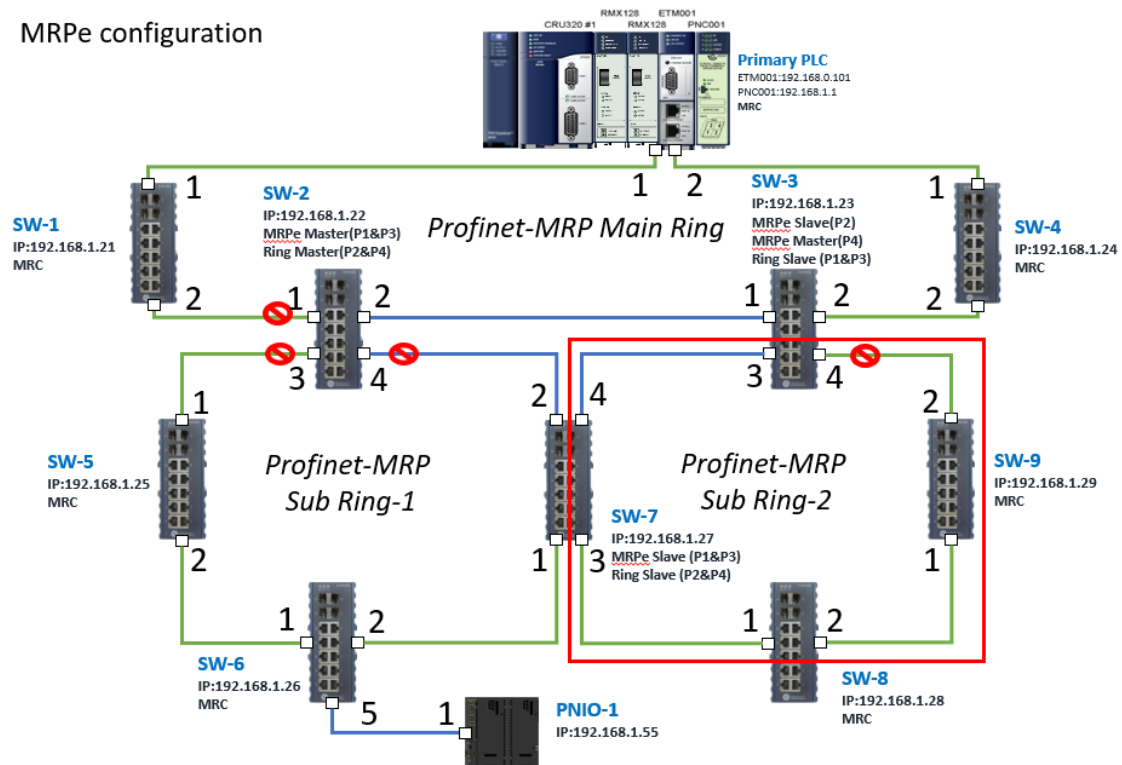 MRPe configuration
RMX128 ETM001
CRU320 #1 RMX128 PNC001
Primary PLC
ETM001:192.168.0.101
PNC001:192.168.1.1
MRC
1 2
1
SW-1
IP:192.168.1.21
MRC
2
SW-2
IP:192.168.1.22
MRPe Master(P1&P3)
Ring Master(P2&P4)
Profinet-MRP Main Ring
SW-3
IP:192.168.1.23
MRPe Slave(P2)
MRPe Master(P4)
Ring Slave (P1&P3)
1
SW-4
IP:192.168.1.24
MRC
2
1 2
3 4
1 2
3 4
1
SW-5
IP:192.168.1.25
MRC
2
Profinet-MRP
Sub Ring-1
2 4
1 3
SW-7
IP:192.168.1.27
MRPe Slave (P1&P3)
Ring Slave (P2&P4)
Profinet-MRP
Sub Ring-2
2
SW-9
IP:192.168.1.29
MRC
1
1 2
SW-6
IP:192.168.1.26
MRC
5
1
PNIO-1
IP:192.168.1.55
1 2
SW-8
IP:192.168.1.28
MRC